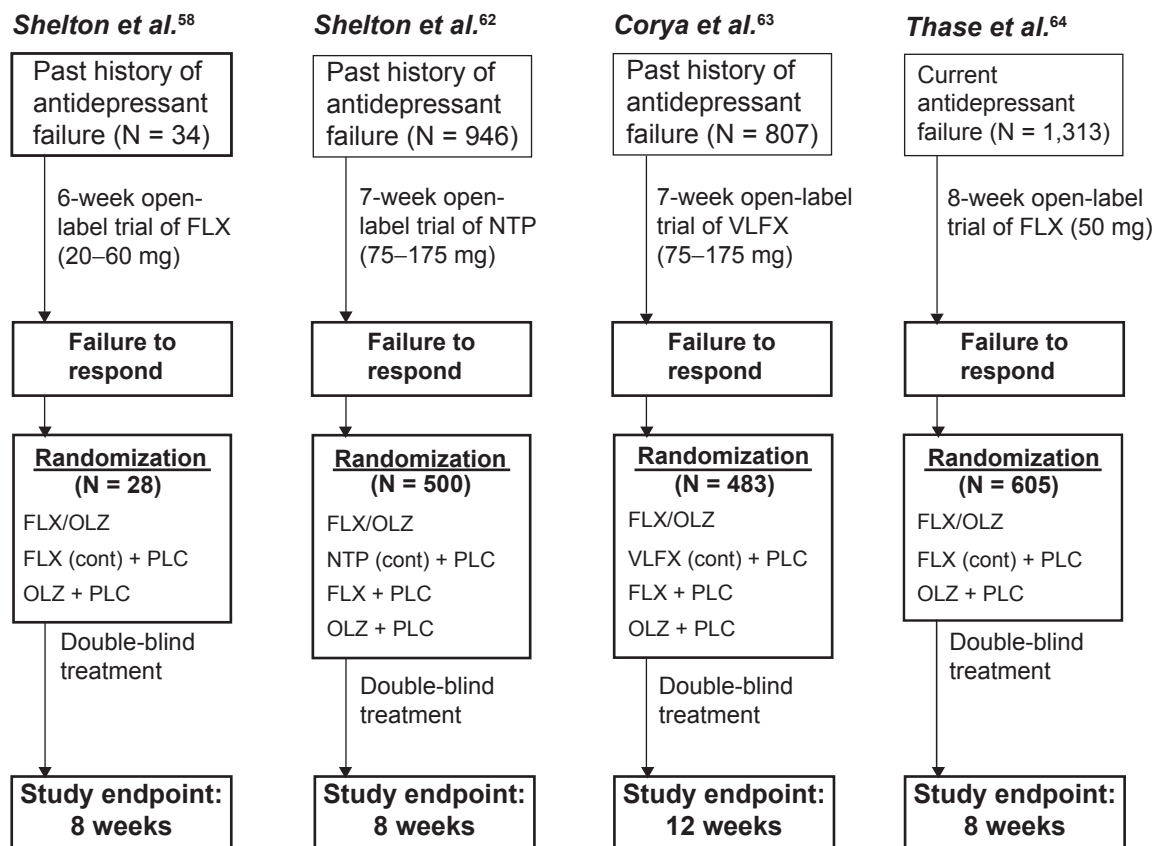 Shelton et al.58
Past history of
antidepressant
failure (N = 34)
6-week open-
label trial of FLX
(20–60 mg)
Failure to
respond
Randomization
(N = 28)
FLX/OLZ
FLX (cont) + PLC
OLZ + PLC
Double-blind
treatment
Study endpoint:
8 weeks
Shelton et al.62
Past history of
antidepressant
failure (N = 946)
7-week open-
label trial of NTP
(75–175 mg)
Failure to
respond
Randomization
(N = 500)
FLX/OLZ
NTP (cont) + PLC
FLX + PLC
OLZ + PLC
Double-blind
treatment
Study endpoint:
8 weeks
Corya et al.63
Past history of
antidepressant
failure (N = 807)
7-week open-label
trial of VLFX
(75–175 mg)
Failure to
respond
Randomization
(N = 483)
FLX/OLZ
VLFX (cont) + PLC
FLX + PLC
OLZ + PLC
Double-blind
treatment
Study endpoint:
12 weeks
Thase et al.64
Current
antidepressant
failure (N = 1,313)
8-week open-label
trial of FLX (50 mg)
Failure to
respond
Randomization
(N = 605)
FLX/OLZ
FLX (cont) + PLC
OLZ + PLC
Double-blind
treatment
Study endpoint:
8 weeks